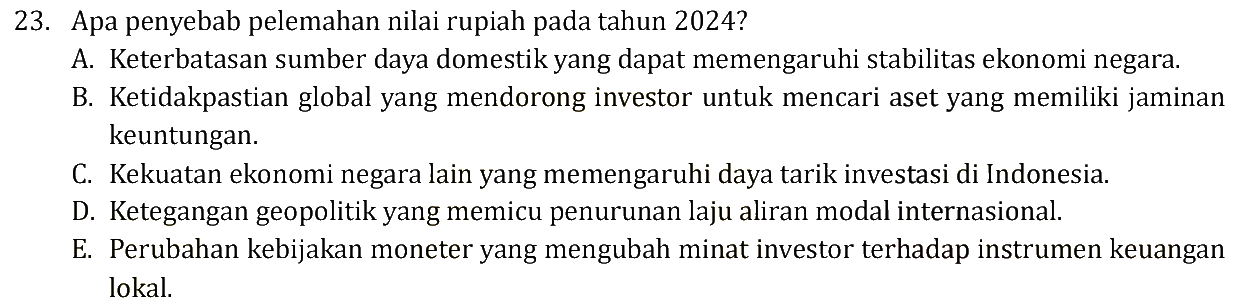 23. Apa penyebab pelemahan nilai rupiah pada tahun 2024?
A. Keterbatasan sumber daya domestik yang dapat memengaruhi stabilitas ekonomi negara.
B. Ketidakpastian global yang mendorong investor untuk mencari aset yang memiliki jaminan
keuntungan.
C. Kekuatan ekonomi negara lain yang memengaruhi daya tarik investasi di Indonesia.
D. Ketegangan geopolitik yang memicu penurunan laju aliran modal internasional.
E. Perubahan kebijakan moneter yang mengubah minat investor terhadap instrumen keuangan
lokal.